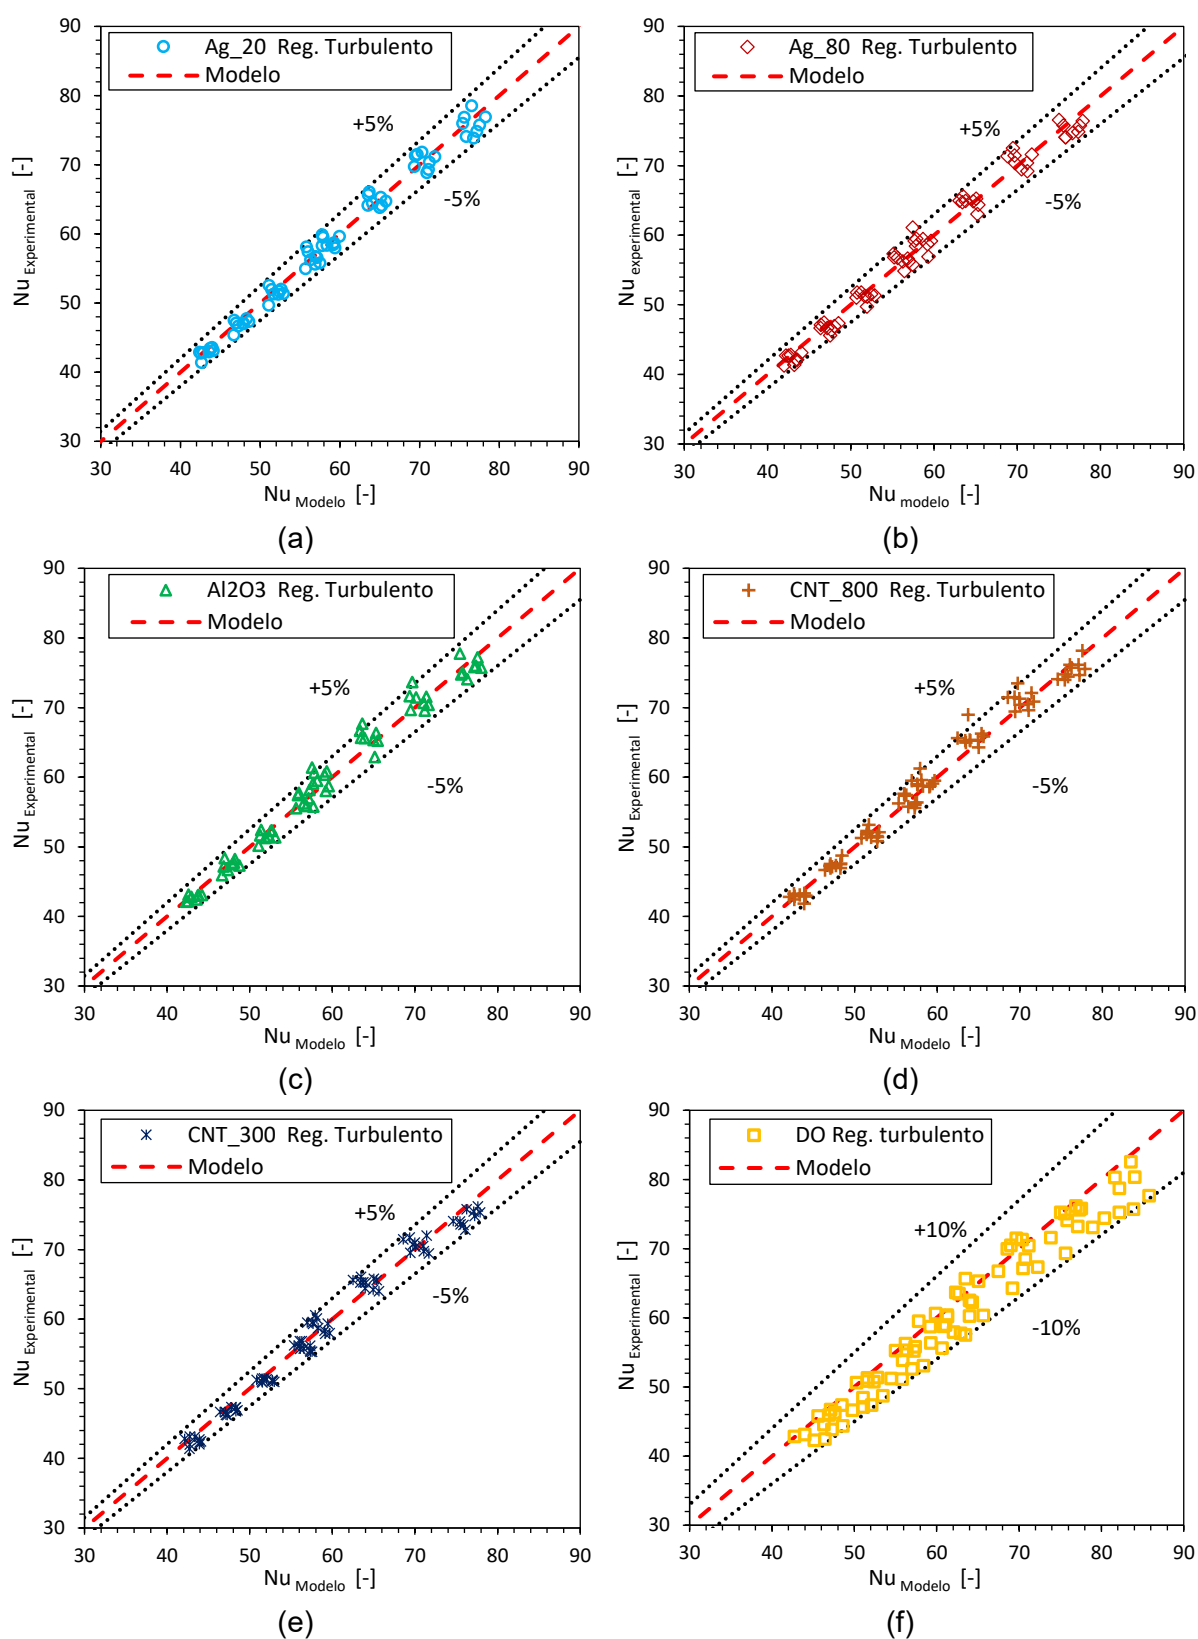 90
80
70
60
50
40
30
30 40 50 60 70 80 90
Nu Experimental [-]
Nu Modelo [-]
Ag_20 Reg. Turbulento
Modelo
+5%
-5%
(a)
90
80
70
60
50
40
30
30 40 50 60 70 80 90
Nu experimental [-]
Nu modelo [-]
Ag_80 Reg. Turbulento
Modelo
+5%
-5%
(b)
90
80
70
60
50
40
30
30 40 50 60 70 80 90
Nu Experimental [-]
Nu Modelo [-]
Al2O3 Reg. Turbulento
Modelo
+5%
-5%
(c)
90
80
70
60
50
40
30
30 40 50 60 70 80 90
Nu Experimental [-]
Nu Modelo [-]
CNT_800 Reg. Turbulento
Modelo
+5%
-5%
(d)
90
80
70
60
50
40
30
30 40 50 60 70 80 90
Nu Experimental [-]
Nu Modelo [-]
CNT_300 Reg. Turbulento
Modelo
+5%
-5%
(e)
90
80
70
60
50
40
30
30 40 50 60 70 80 90
Nu Experimental [-]
Nu Modelo [-]
DO Reg. turbulento
Modelo
+10%
-10%
(f)